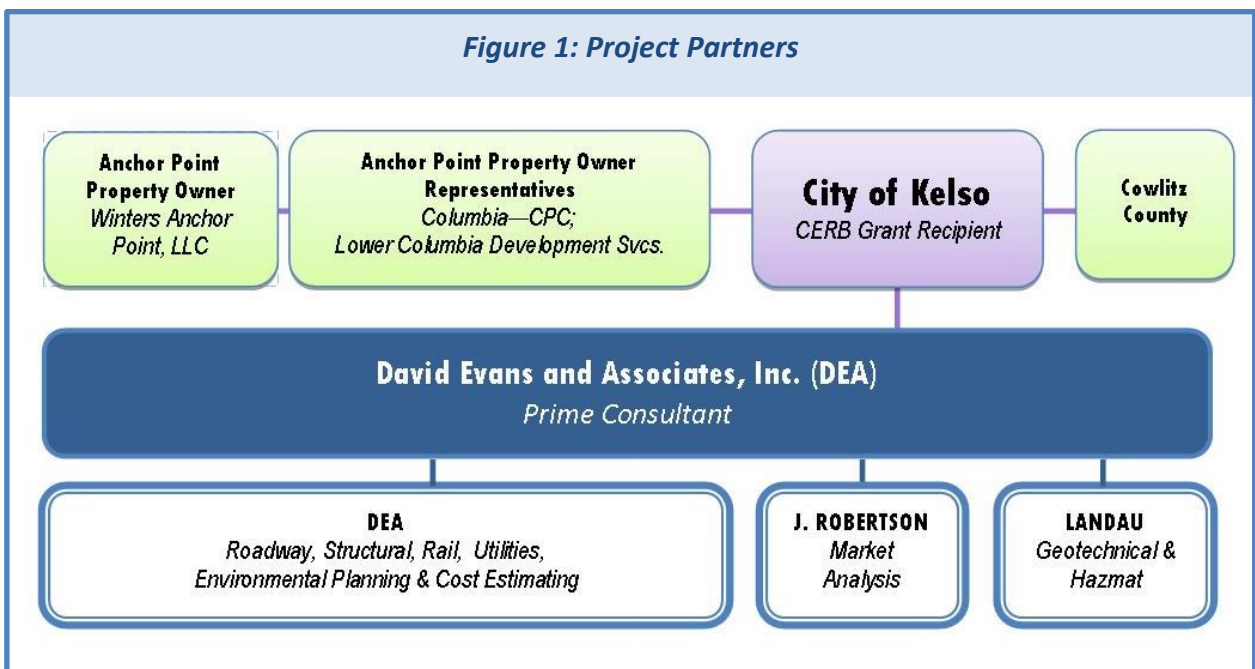 Figure 1: Project Partners
Anchor Point
Property Owner
Winters Anchor
Point, LLC
Anchor Point Property Owner
Representatives
Columbia—CPC;
Lower Columbia Development Svcs.
City of Kelso
CERB Grant Recipient
Cowlitz
County
David Evans and Associates, Inc. (DEA)
Prime Consultant
DEA
Roadway, Structural, Rail, Utilities,
Environmental Planning & Cost Estimating
J. ROBERTSON
Market
Analysis
LANDAU
Geotechnical &
Hazmat